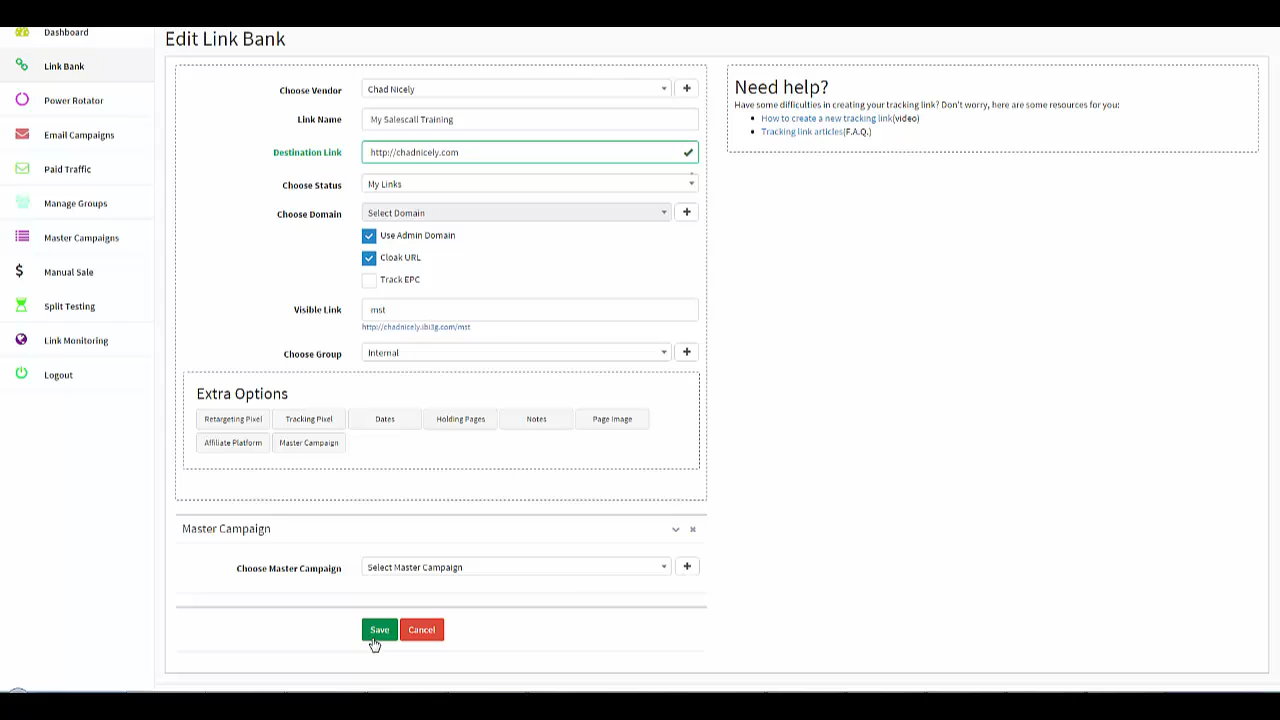 Dashboard
Link Bank
Power Rotator
Email Campaigns
Paid Traffic
Manage Groups
Master Campaigns
Manual Sale
Split Testing
Link Monitoring
Logout
Edit Link Bank
Choose Vendor
Chad Nicely
Link Name
My Salescall Training
Destination Link
http://chadnicely.com
Choose Status
My Links
Choose Domain
Select Domain
Use Admin Domain
Cloak URL
Track EPC
Visible Link
mst
http://chadnicely.ibi3g.com/mst
Choose Group
Internal
Extra Options
Retargeting Pixel
Tracking Pixel
Dates
Holding Pages
Notes
Page Image
Affiliate Platform
Master Campaign
Master Campaign
Choose Master Campaign
Select Master Campaign
Save
Cancel
Need help?
Have some difficulties in creating your tracking link? Don't worry, here are some resources for you:
How to create a new tracking link(video)
Tracking link articles(F.A.Q.)